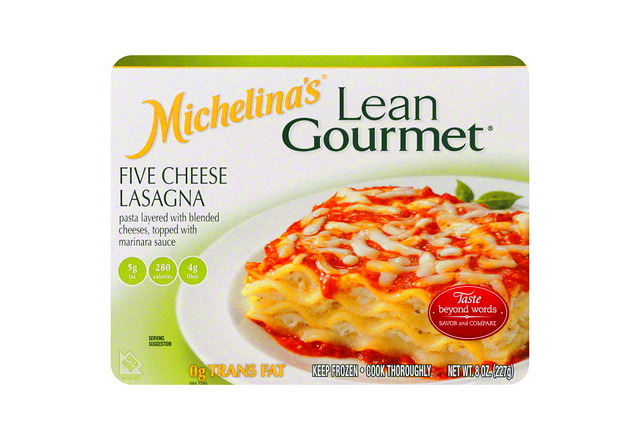 Michelina's®
Lean
Gourmet®
FIVE CHEESE
LASAGNA
pasta layered with blended
cheeses, topped with
marinara sauce
5g
fat
280
calories
4g
fiber
Taste
beyond words
SAVOR and COMPARE
SERVING
SUGGESTION
0g TRANS FAT
KEEP FROZEN • COOK THOROUGHLY
NET WT. 8 OZ. (227g)